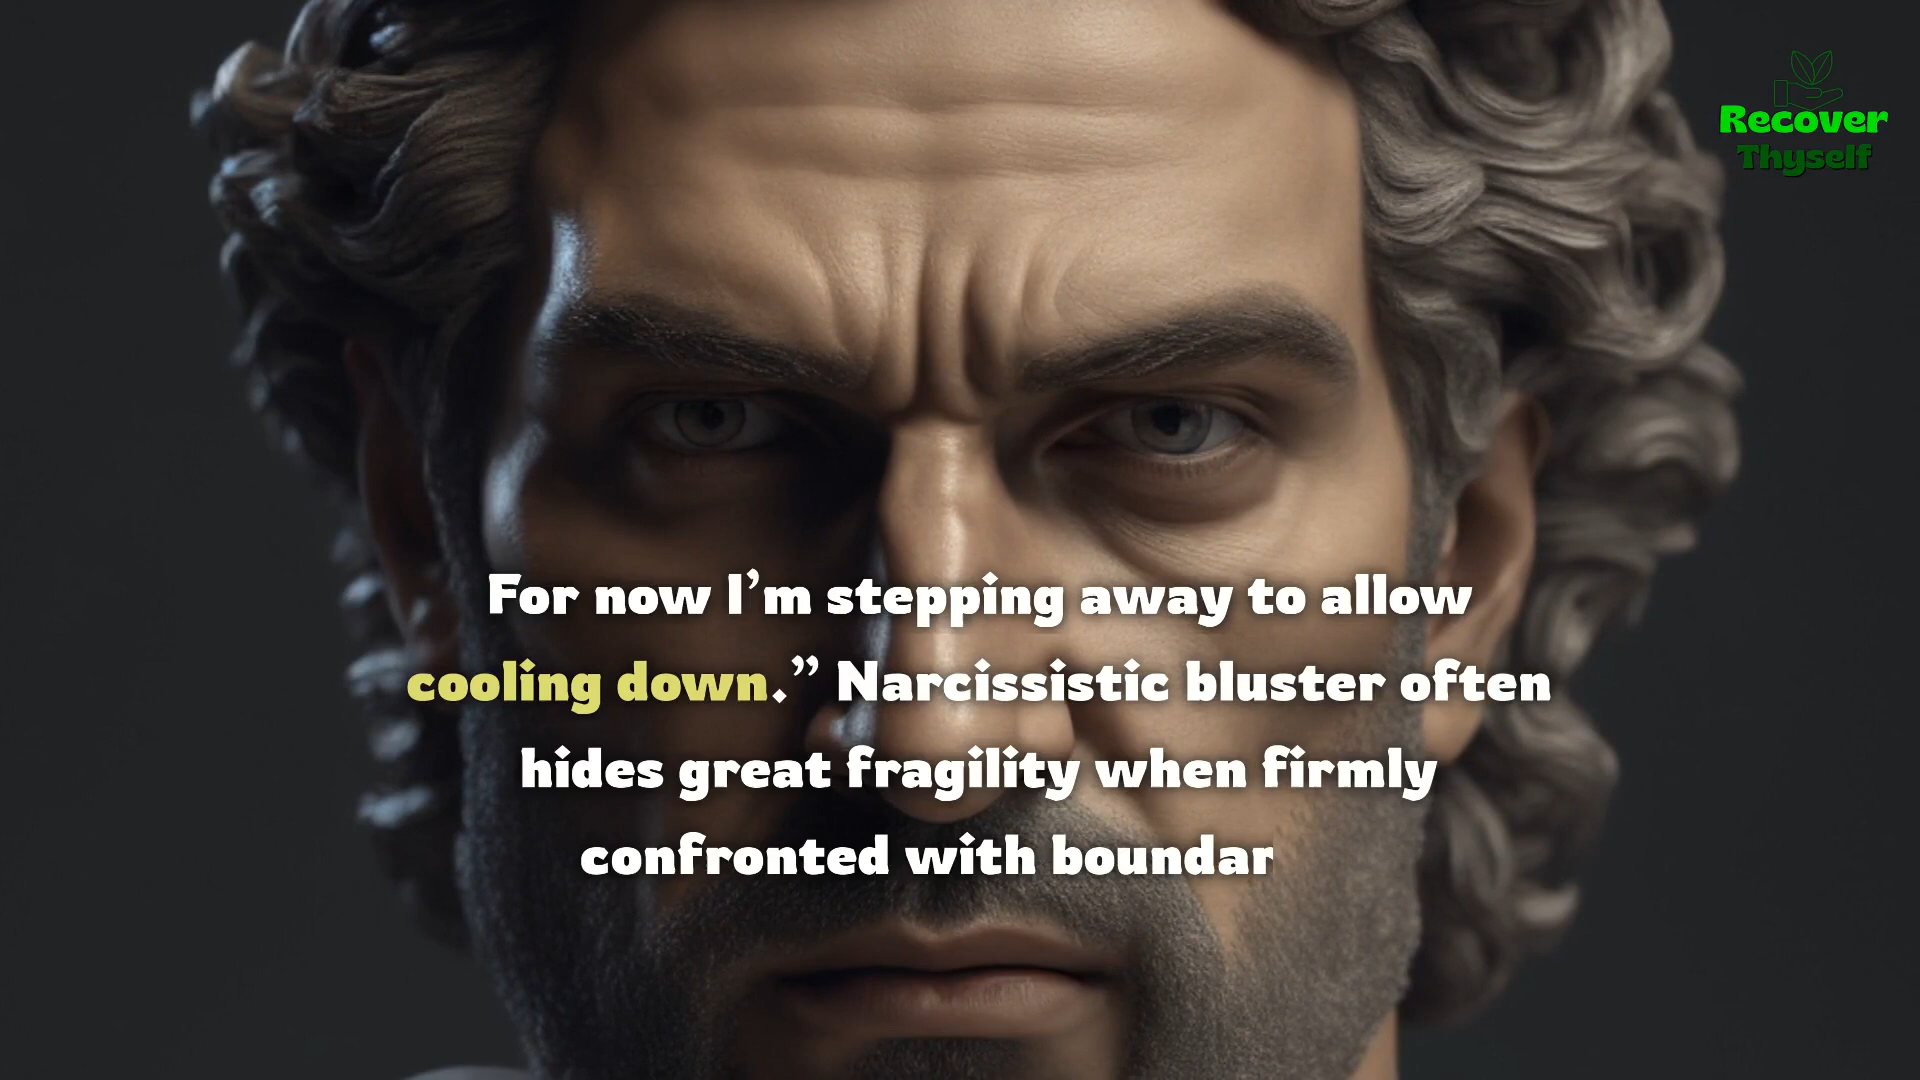 Recover
Thyself
For now I’m stepping away to allow
cooling down.” Narcissistic bluster often
hides great fragility when firmly
confronted with boundar